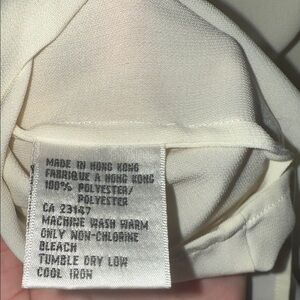 MADE IN HONG KONG
FABRIQUE A HONG KONG
100% POLYESTER/
POLYESTER
CA 23147
MACHINE WASH WARM
ONLY NON-CHLORINE
BLEACH
TUMBLE DRY LOW
COOL IRON